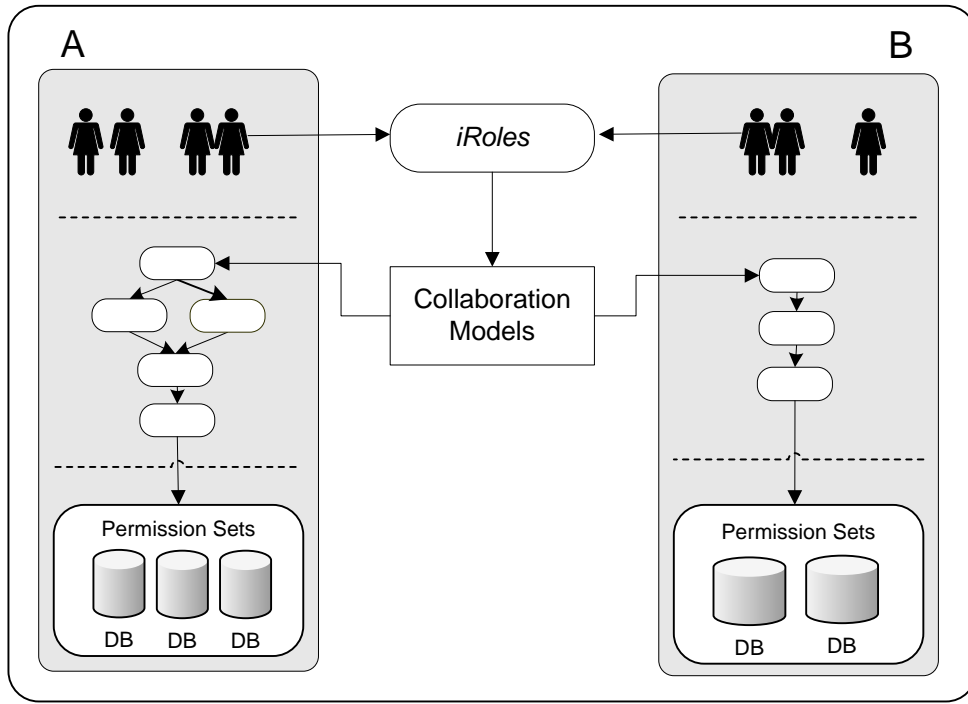 A
B
iRoles
Collaboration
Models
Permission Sets
DB DB DB
Permission Sets
DB DB